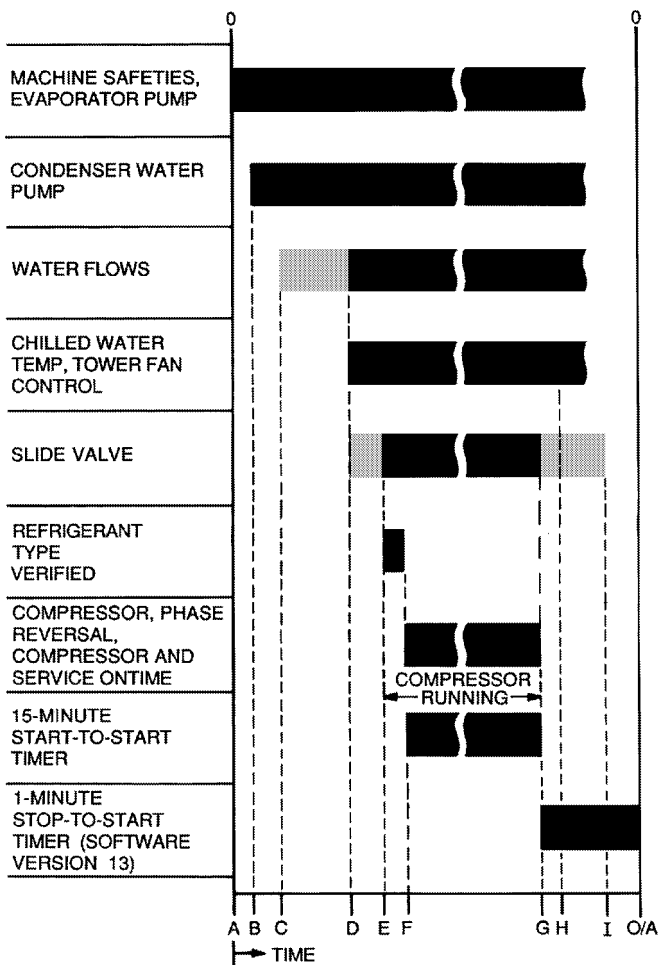 0
0
MACHINE SAFETIES,
EVAPORATOR PUMP
CONDENSER WATER
PUMP
WATER FLOWS
CHILLED WATER
TEMP, TOWER FAN
CONTROL
SLIDE VALVE
REFRIGERANT
TYPE
VERIFIED
COMPRESSOR, PHASE
REVERSAL,
COMPRESSOR AND
SERVICE ONTIME
COMPRESSOR
RUNNING
15-MINUTE
START-TO-START
TIMER
1-MINUTE
STOP-TO-START
TIMER (SOFTWARE
VERSION 13)
A B C D E F G H I O/A
TIME